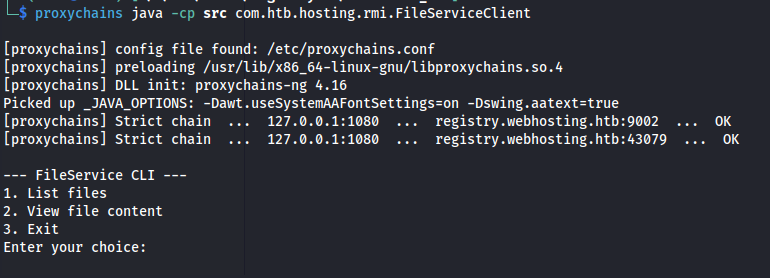 └─$ proxychains java -cp src com.htb.hosting.rmi.FileServiceClient
[proxychains] config file found: /etc/proxychains.conf
[proxychains] preloading /usr/lib/x86_64-linux-gnu/libproxychains.so.4
[proxychains] DLL init: proxychains-ng 4.16
Picked up _JAVA_OPTIONS: -Dawt.useSystemAAFontSettings=on -Dswing.aatext=true
[proxychains] Strict chain  ...  127.0.0.1:1080  ...  registry.webhosting.htb:9002  ...  OK
[proxychains] Strict chain  ...  127.0.0.1:1080  ...  registry.webhosting.htb:43079  ...  OK
--- FileService CLI ---
1. List files
2. View file content
3. Exit
Enter your choice: